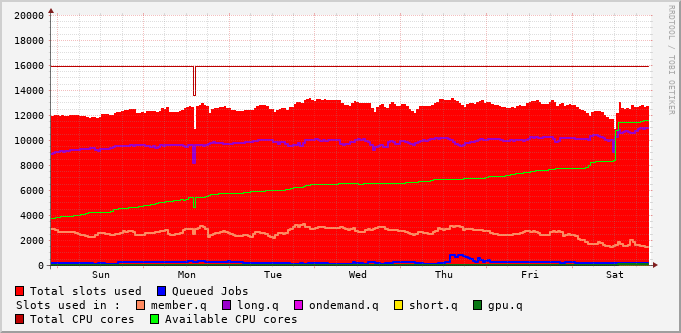 20000
18000
16000
14000
12000
10000
8000
6000
4000
2000
0
Sun Mon Tue Wed Thu Fri Sat
RRDTOOL / TOBI OETIKER
Total slots used Queued Jobs
Slots used in : member.q long.q ondemand.q short.q gpu.q
Total CPU cores Available CPU cores